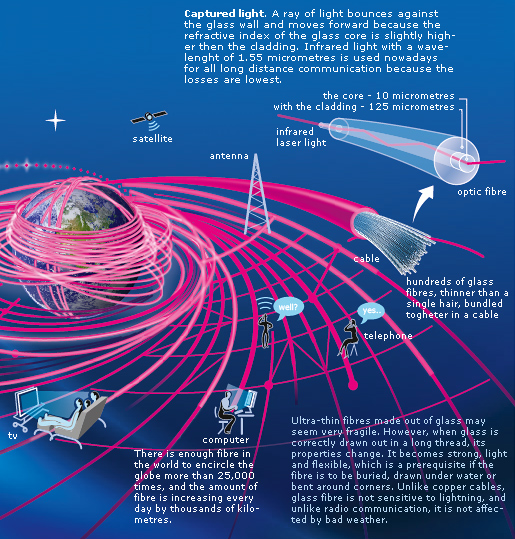 Captured light. A ray of light bounces against
the glass wall and moves forward because the
refractive index of the glass core is slightly high-
er then the cladding. Infrared light with a wave-
lenght of 1.55 micrometres is used nowadays
for all long distance communication because the
losses are lowest.
the core - 10 micrometres
with the cladding - 125 micrometres
infrared
laser light
satellite
antenna
optic fibre
cable
hundreds of glass
fibres, thinner than a
single hair, bundled
togheter in a cable
well?
yes..
telephone
tv
computer
There is enough fibre in
the world to encircle the
globe more than 25,000
times, and the amount of
fibre is increasing every
day by thousands of kilo-
metres.
Ultra-thin fibres made out of glass may
seem very fragile. However, when glass is
correctly drawn out in a long thread, its
properties change. It becomes strong, light
and flexible, which is a prerequisite if the
fibre is to be buried, drawn under water or
bent around corners. Unlike copper cables,
glass fibre is not sensitive to lightning, and
unlike radio communication, it is not affec-
ted by bad weather.